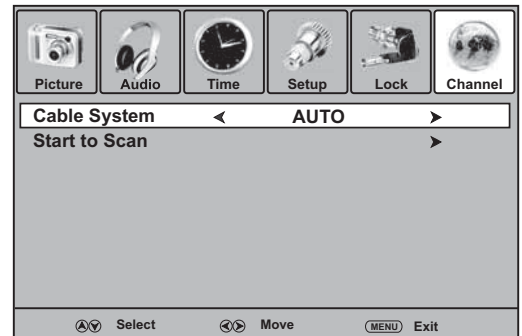 Picture Audio Time Setup Lock Channel
Cable System AUTO
Start to Scan
Select Move MENU Exit